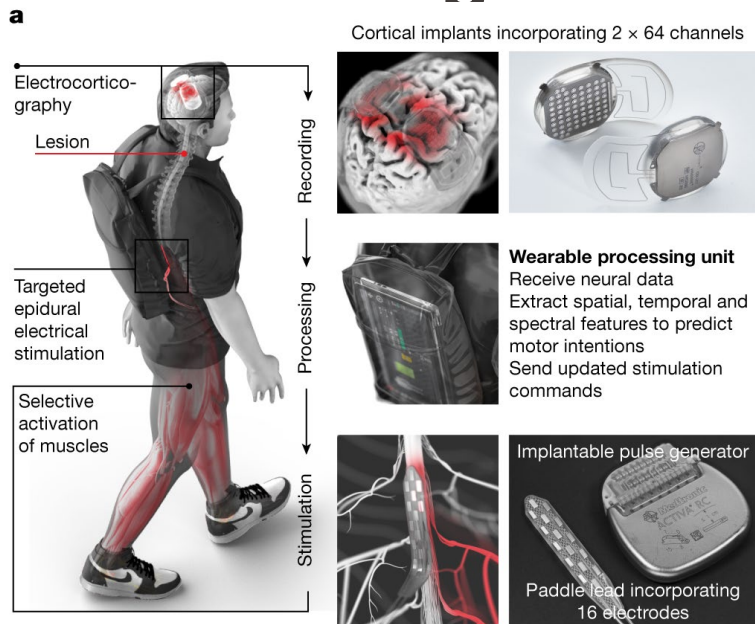 a
Cortical implants incorporating 2 × 64 channels
Electrocortico-
graphy
Lesion
Recording
Targeted
epidural
electrical
stimulation
Processing
Wearable processing unit
Receive neural data
Extract spatial, temporal and
spectral features to predict
motor intentions
Send updated stimulation
commands
Selective
activation
of muscles
Stimulation
Implantable pulse generator
Medtronic
ACTIVA® RC
Paddle lead incorporating
16 electrodes